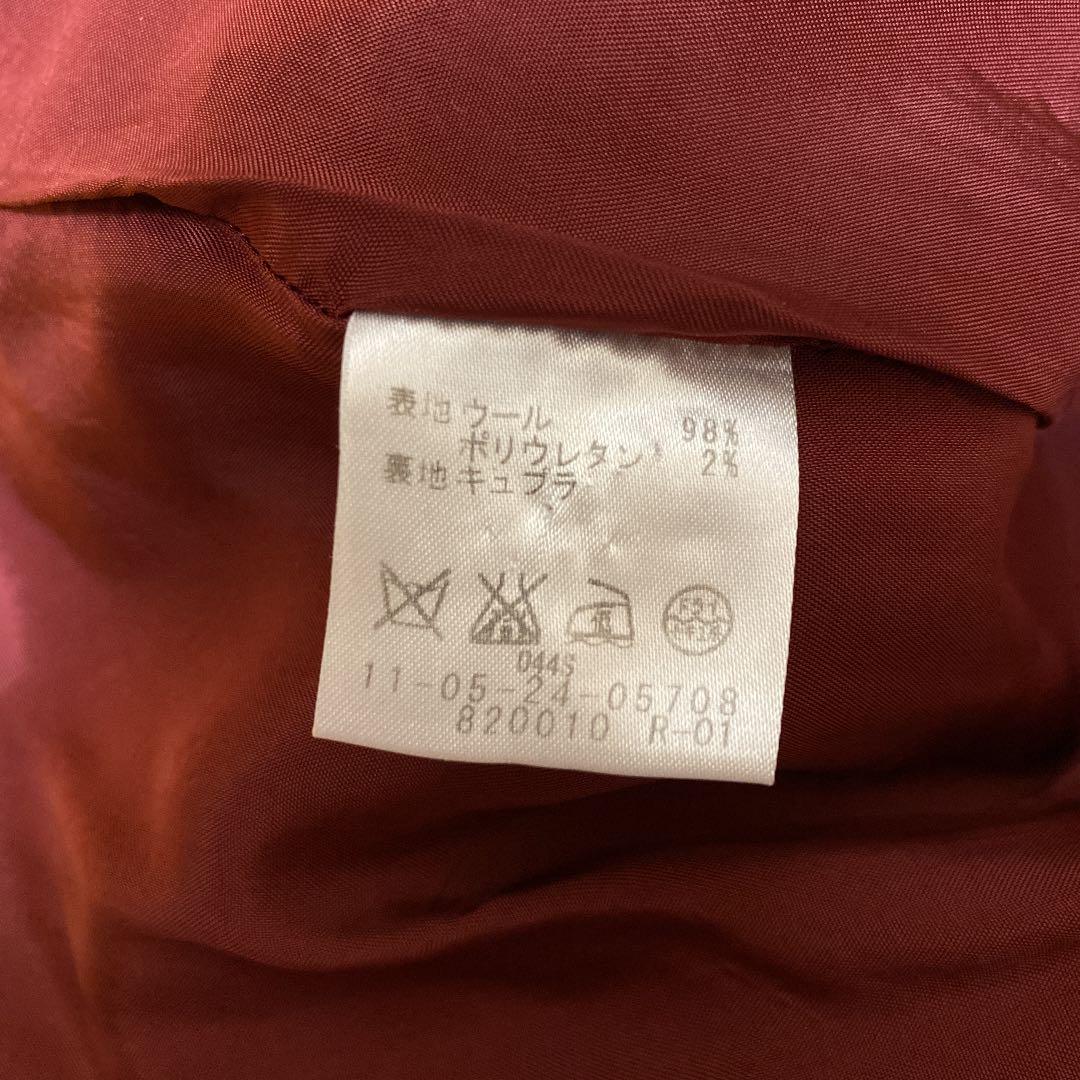 表地 ウール 98%
ポリウレタン 2%
裏地 キュプラ
D44S
11-05-24-05708
820010 R-01